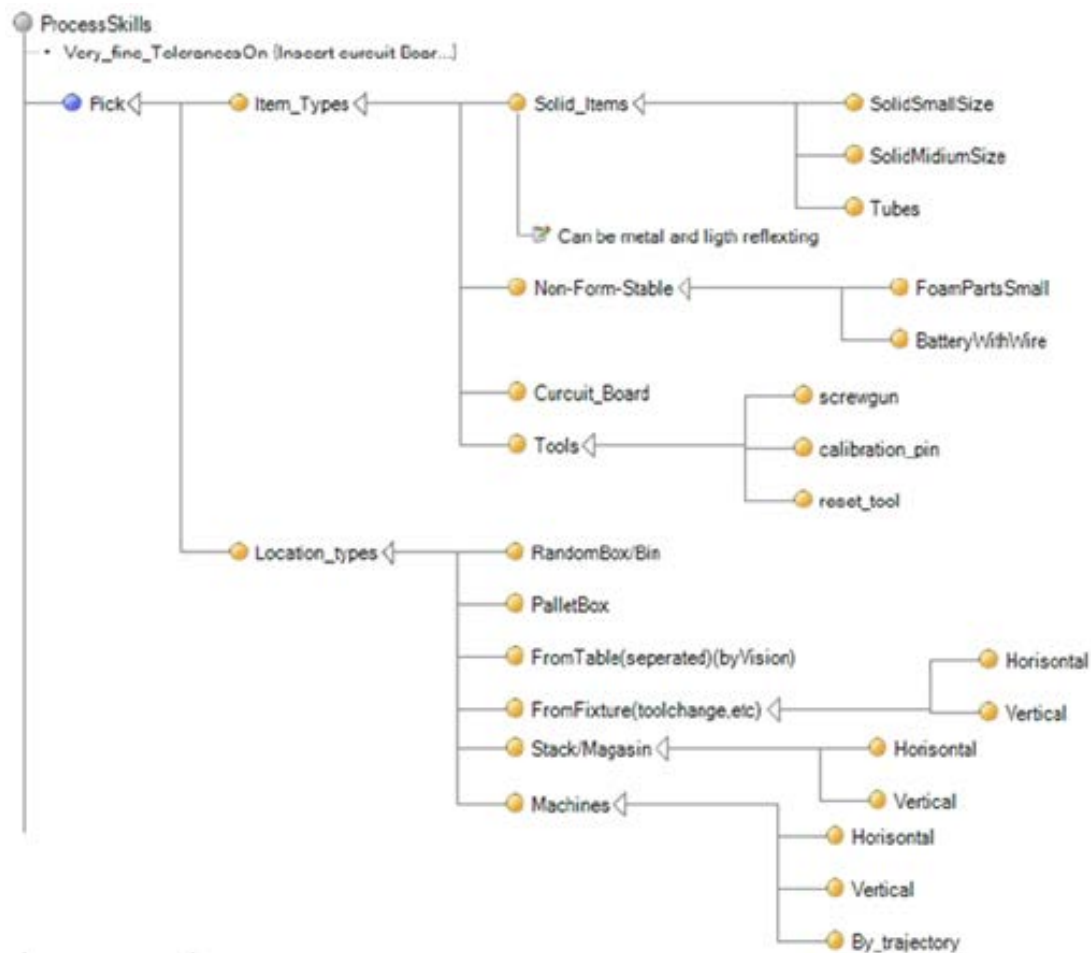 ProcessSkills
Very_fine_TolerancesOn [Insert curcuit Boar...]
Pick
Item_Types
Solid_Items
SolidSmallSize
SolidMidiumSize
Tubes
Can be metal and ligth reflexting
Non-Form-Stable
FoamPartsSmall
BatteryWithWire
Curcuit_Board
Tools
screwgun
calibration_pin
reset_tool
Location_types
RandomBox/Bin
PalletBox
FromTable(seperated)(byVision)
FromFixture(toolchange,etc)
Horisontal
Vertical
Stack/Magasin
Horisontal
Vertical
Machines
Horisontal
Vertical
By_trajectory